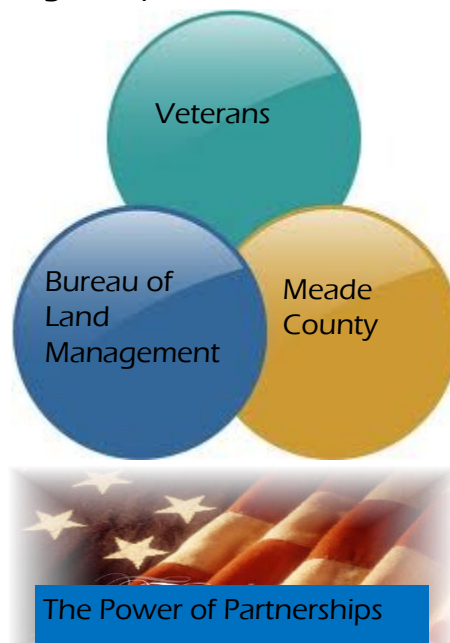 Veterans
Bureau of
Land
Management
Meade
County
The Power of Partnerships